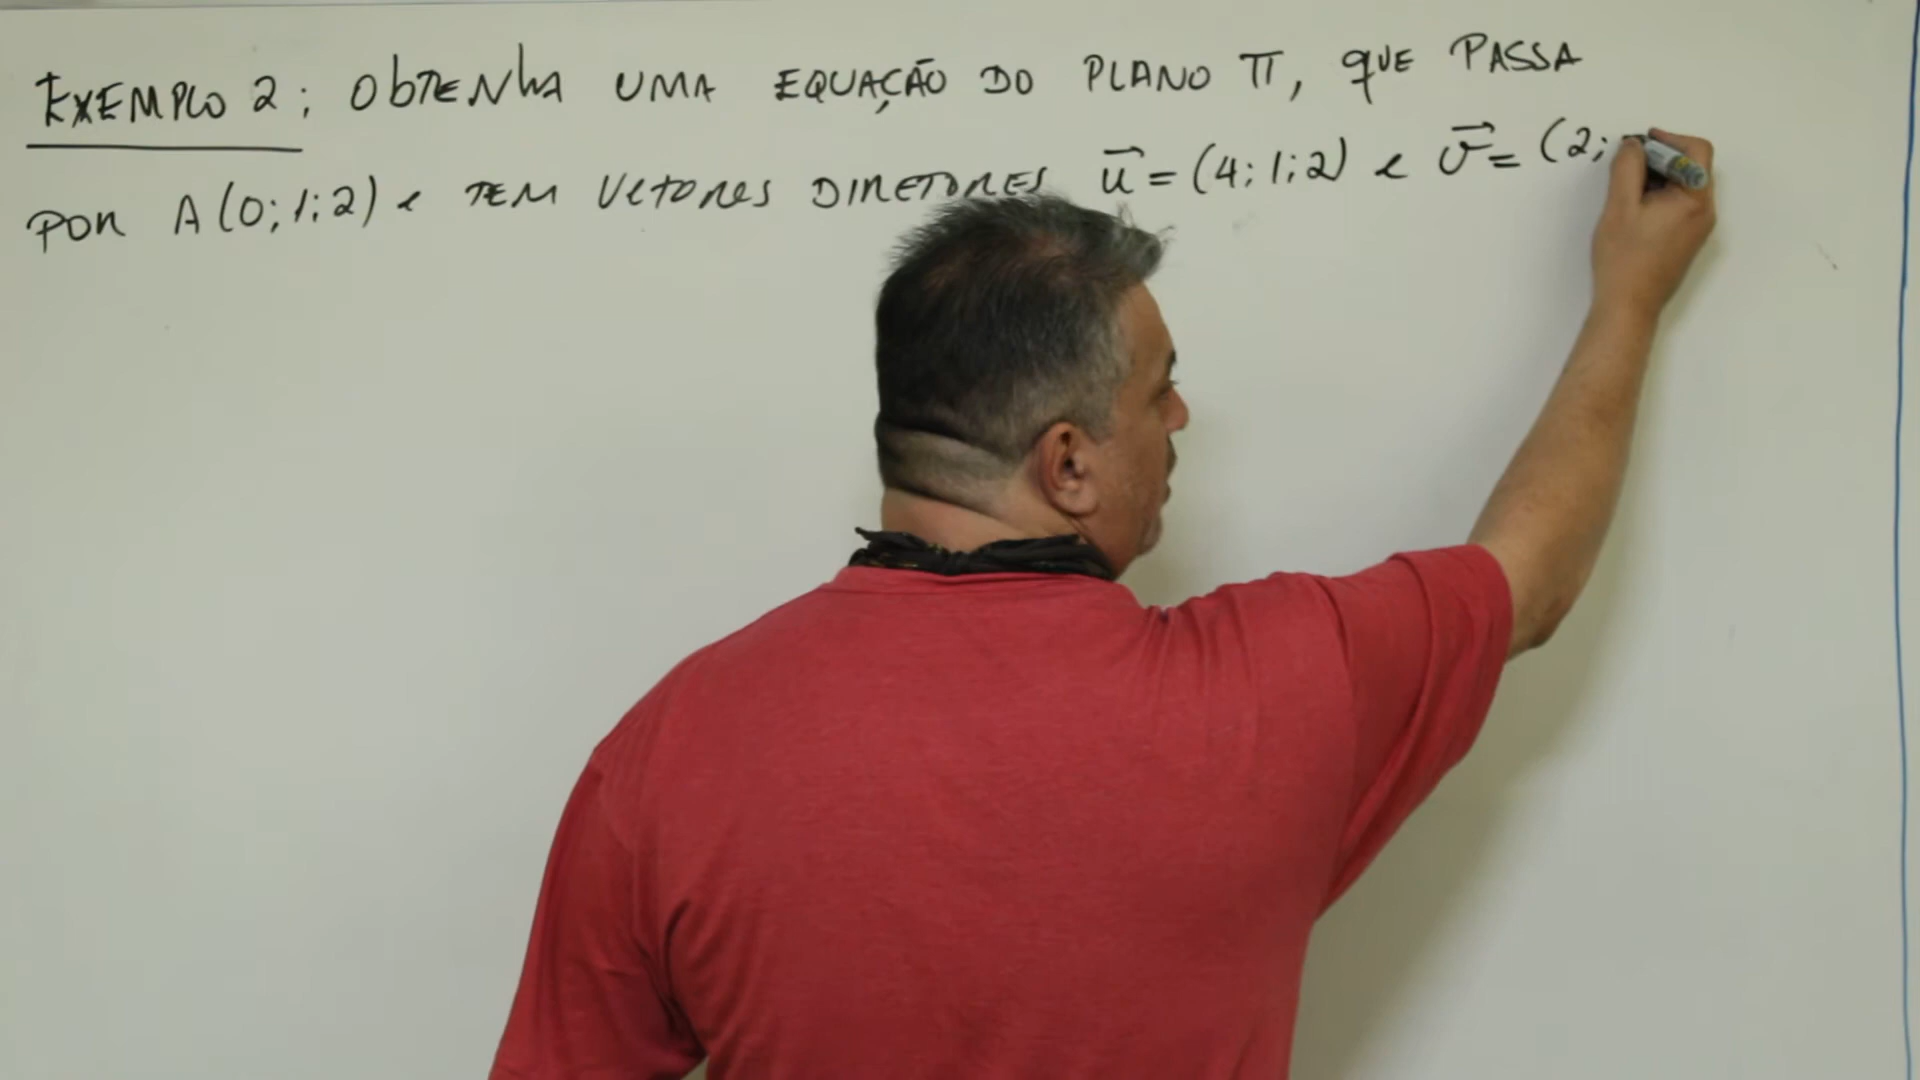 EXEMPLO 2: ObTENhA UMA EQUAÇÃO DO PLANO π, qUE PASSA
POR A(0;1;2) e TEM VETORES DIRETORES u⃗ = (4;1;2) e v⃗ = (2;